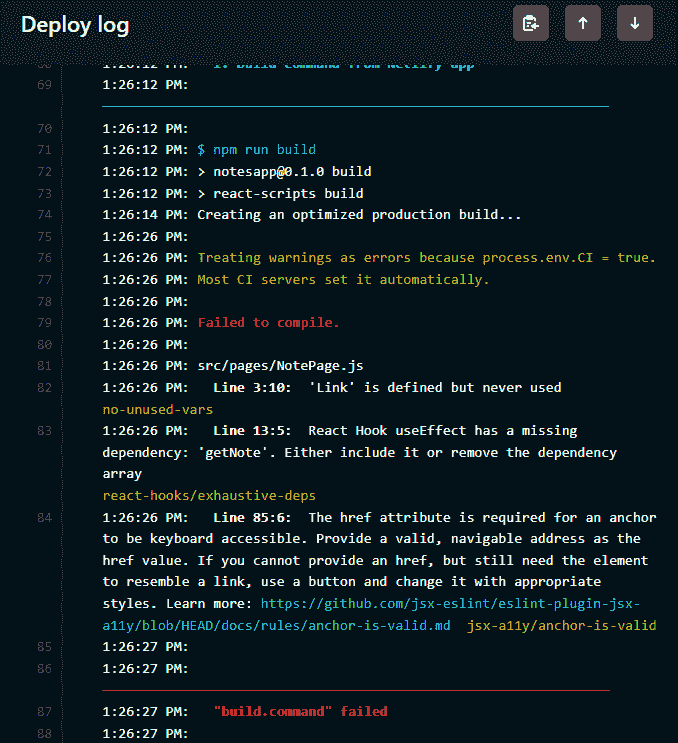 Deploy log
68 1:26:12 PM: 1. build command from Netlify app
69 1:26:12 PM:
70 1:26:12 PM:
71 1:26:12 PM: $ npm run build
72 1:26:12 PM: > notesapp@0.1.0 build
73 1:26:12 PM: > react-scripts build
74 1:26:14 PM: Creating an optimized production build...
75 1:26:26 PM:
76 1:26:26 PM: Treating warnings as errors because process.env.CI = true.
77 1:26:26 PM: Most CI servers set it automatically.
78 1:26:26 PM:
79 1:26:26 PM: Failed to compile.
80 1:26:26 PM:
81 1:26:26 PM: src/pages/NotePage.js
82 1:26:26 PM: Line 3:10: 'Link' is defined but never used
no-unused-vars
83 1:26:26 PM: Line 13:5: React Hook useEffect has a missing
dependency: 'getNote'. Either include it or remove the dependency
array
react-hooks/exhaustive-deps
84 1:26:26 PM: Line 85:6: The href attribute is required for an anchor
to be keyboard accessible. Provide a valid, navigable address as the
href value. If you cannot provide an href, but still need the element
to resemble a link, use a button and change it with appropriate
styles. Learn more: https://github.com/jsx-eslint/eslint-plugin-jsx-
a11y/blob/HEAD/docs/rules/anchor-is-valid.md jsx-a11y/anchor-is-valid
85 1:26:27 PM:
86 1:26:27 PM:
87 1:26:27 PM: "build.command" failed
88 1:26:27 PM: